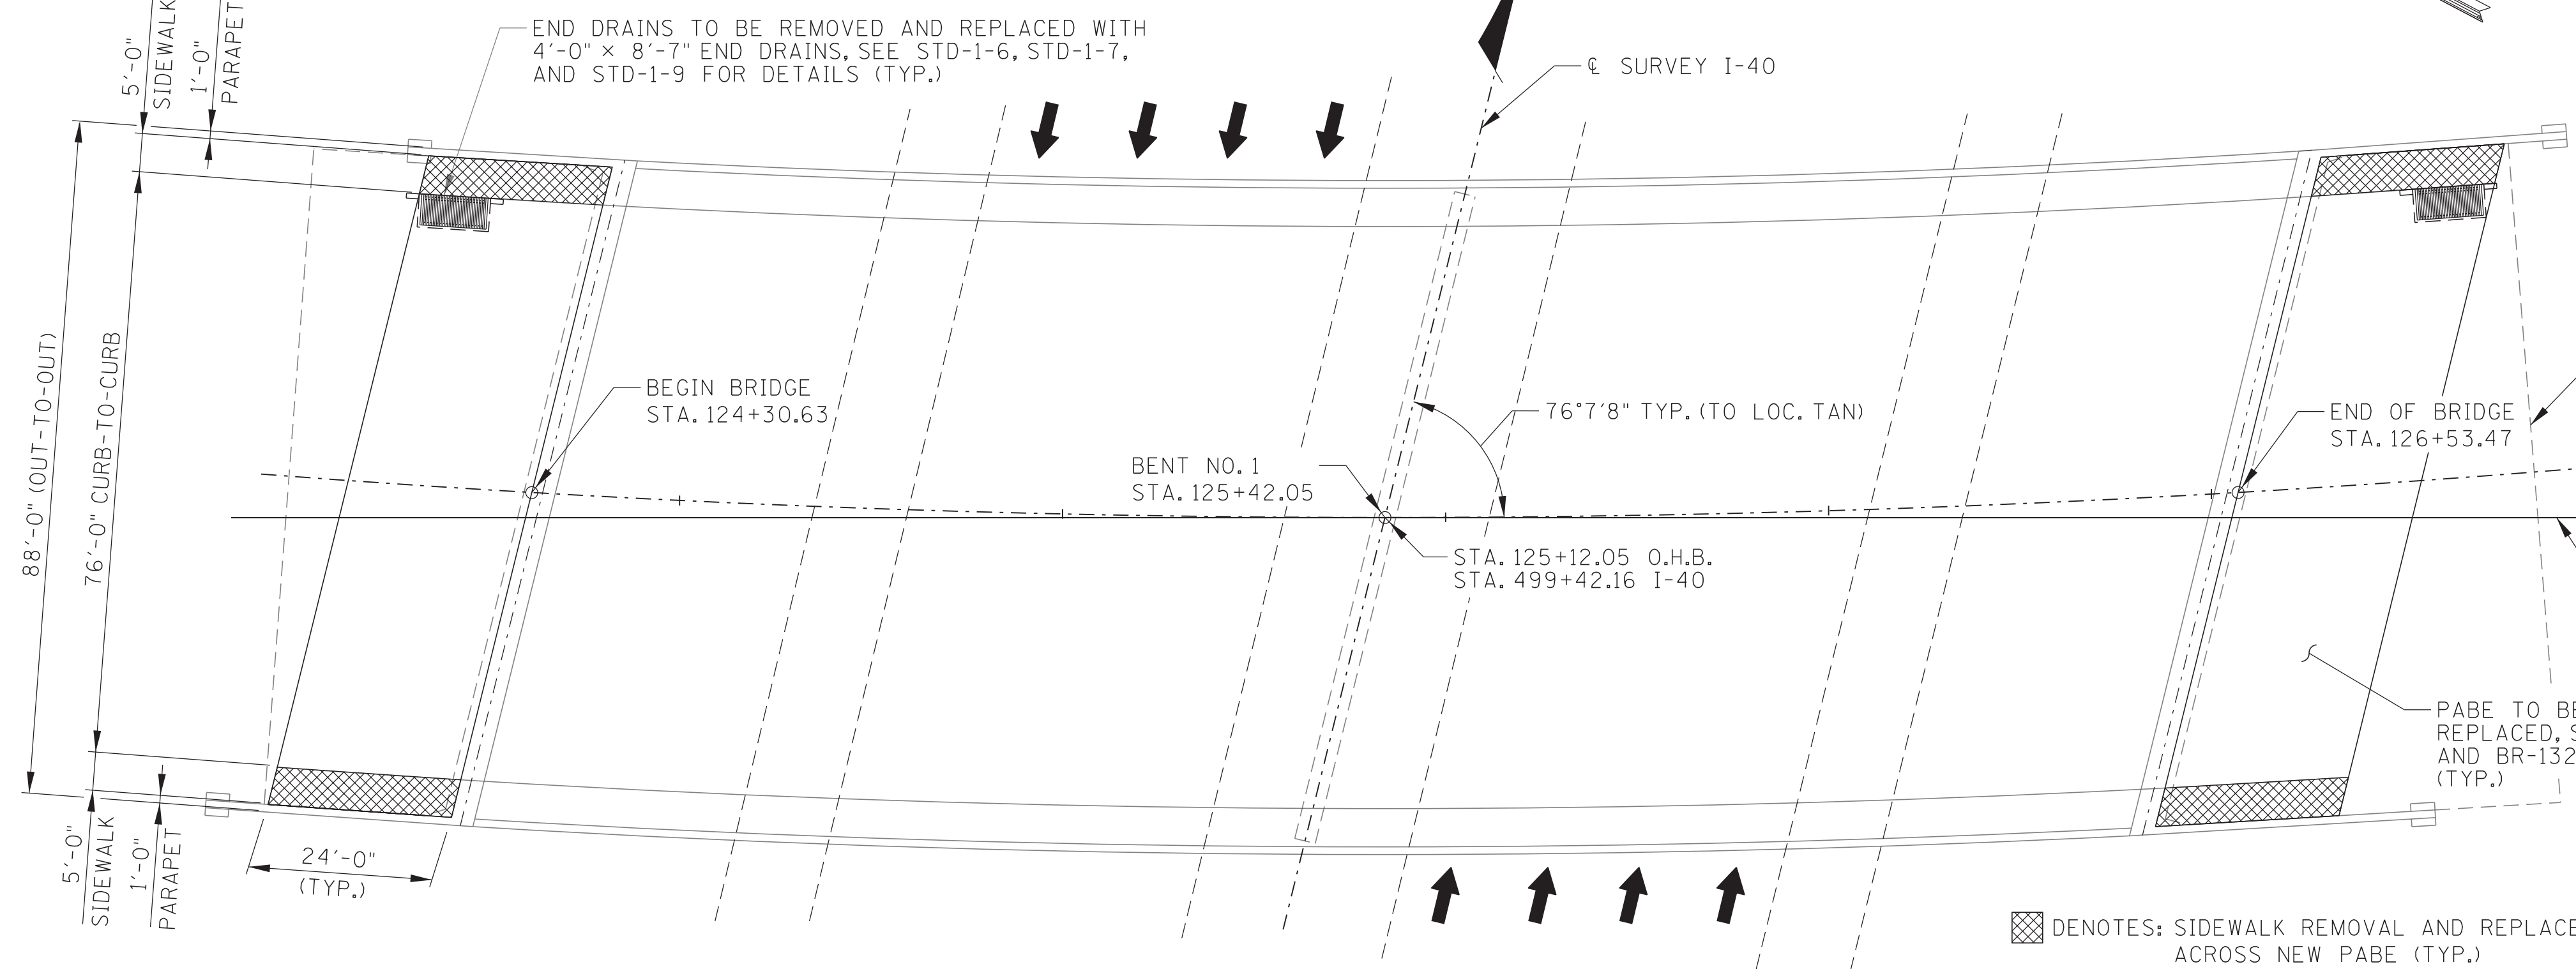 5'-0"
SIDEWALK
1'-0"
PARAPET
END DRAINS TO BE REMOVED AND REPLACED WITH
4'-0" × 8'-7" END DRAINS, SEE STD-1-6, STD-1-7,
AND STD-1-9 FOR DETAILS (TYP.)
℄ SURVEY I-40
88'-0" (OUT-TO-OUT)
76'-0" CURB-TO-CURB
BEGIN BRIDGE
STA. 124+30.63
76°7'8" TYP. (TO LOC. TAN)
END OF BRIDGE
STA. 126+53.47
BENT NO. 1
STA. 125+42.05
STA. 125+12.05 O.H.B.
STA. 499+42.16 I-40
PABE TO BE
REPLACED, S
AND BR-132
(TYP.)
5'-0"
SIDEWALK
1'-0"
PARAPET
24'-0"
(TYP.)
DENOTES: SIDEWALK REMOVAL AND REPLACE
ACROSS NEW PABE (TYP.)